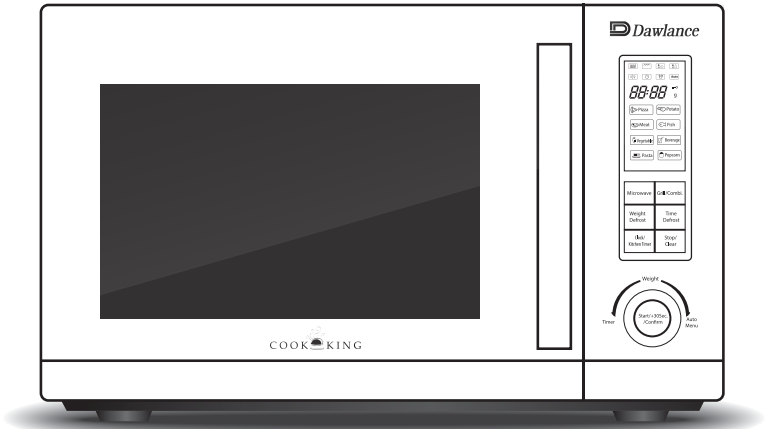 Dawlance
Auto
88:88
g
Pizza
Potato
Meat
Fish
Vegetable
Beverage
Pasta
Popcorn
Microwave
Grill/Combi.
Weight
Defrost
Time
Defrost
Clock/
Kitchen Timer
Stop/
Clear
Weight
Timer
Start/+30Sec.
/Confirm
Auto
Menu
COOK KING